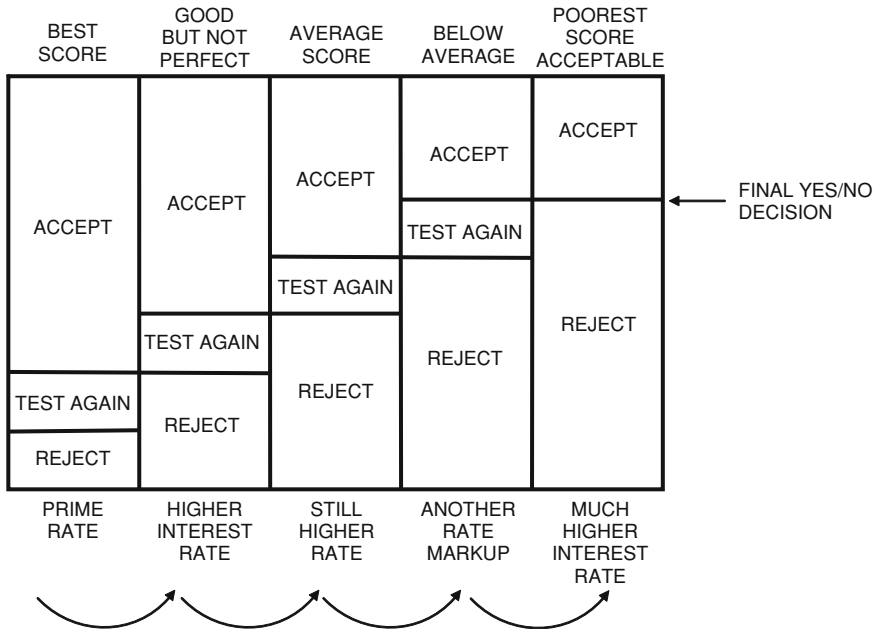 BEST
SCORE
GOOD
BUT NOT
PERFECT
AVERAGE
SCORE
BELOW
AVERAGE
POOREST
SCORE
ACCEPTABLE
ACCEPT
TEST AGAIN
REJECT
ACCEPT
TEST AGAIN
REJECT
ACCEPT
TEST AGAIN
REJECT
ACCEPT
TEST AGAIN
REJECT
ACCEPT
REJECT
FINAL YES/NO
DECISION
PRIME
RATE
HIGHER
INTEREST
RATE
STILL
HIGHER
RATE
ANOTHER
RATE
MARKUP
MUCH
HIGHER
INTEREST
RATE